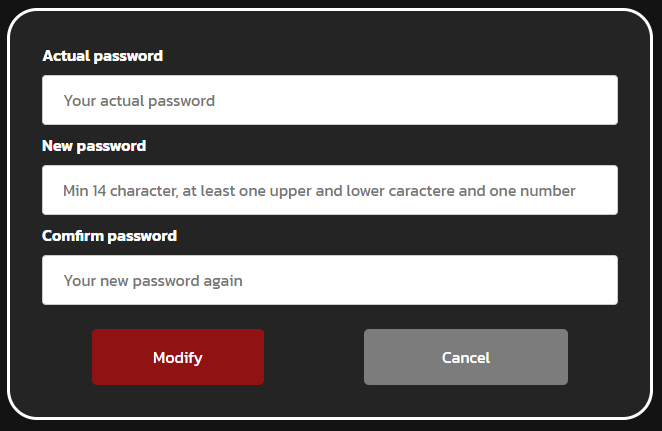 Actual password
Your actual password
New password
Min 14 character, at least one upper and lower caractere and one number
Comfirm password
Your new password again
Modify
Cancel